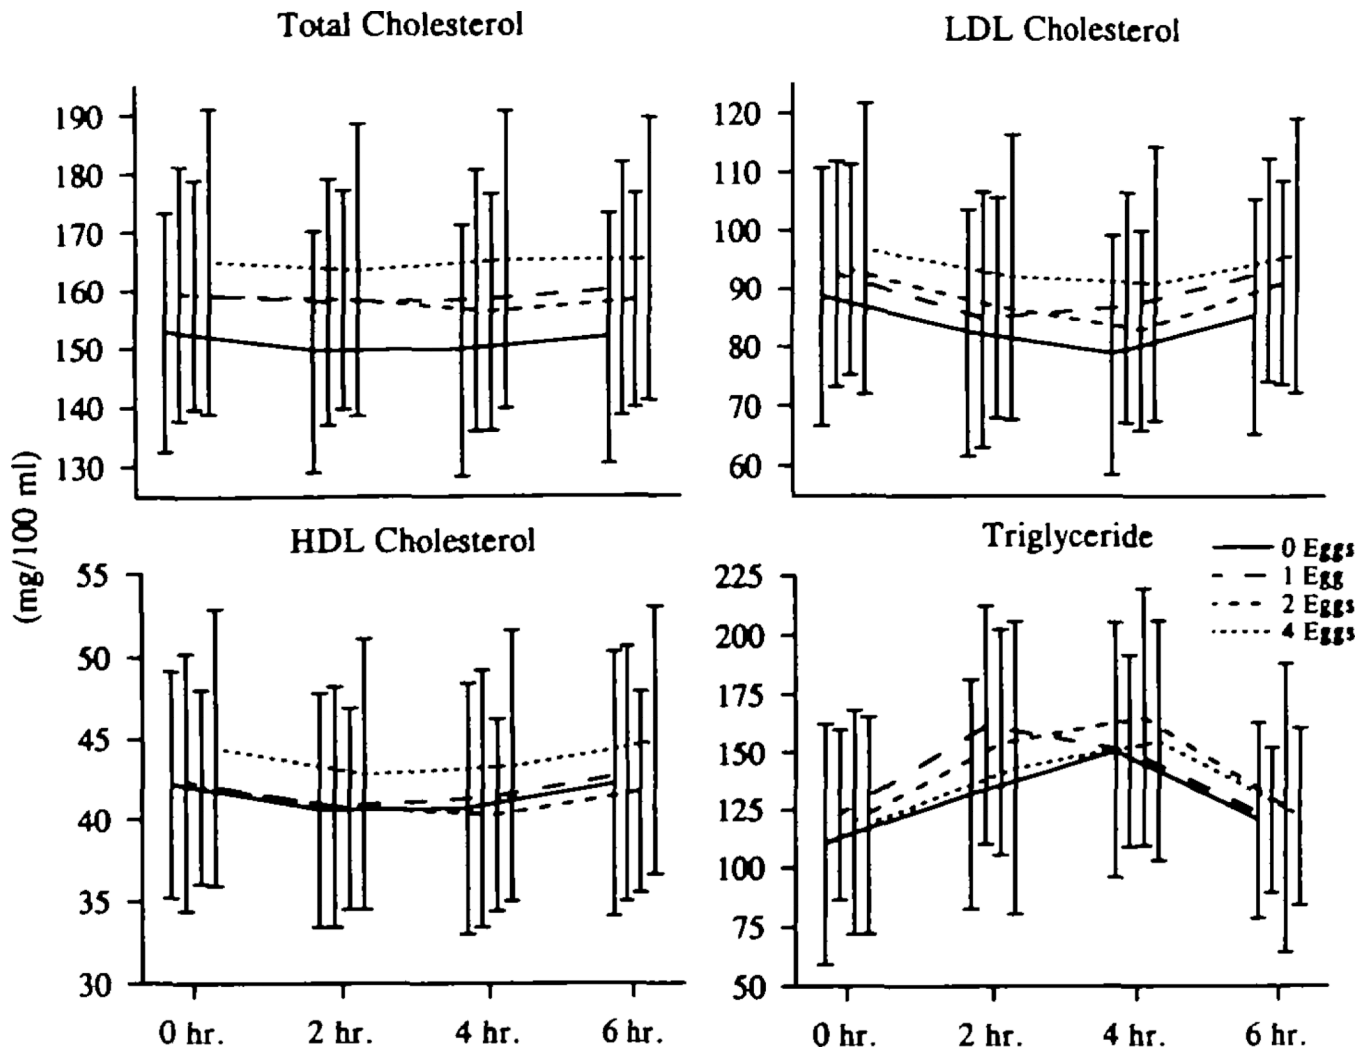 Total Cholesterol
LDL Cholesterol
190
180
170
160
150
140
130
120
110
100
90
80
70
60
(mg/100 ml)
HDL Cholesterol
Triglyceride
0 Eggs
1 Egg
2 Eggs
4 Eggs
55
50
45
40
35
30
225
200
175
150
125
100
75
50
0 hr.
2 hr.
4 hr.
6 hr.
0 hr.
2 hr.
4 hr.
6 hr.